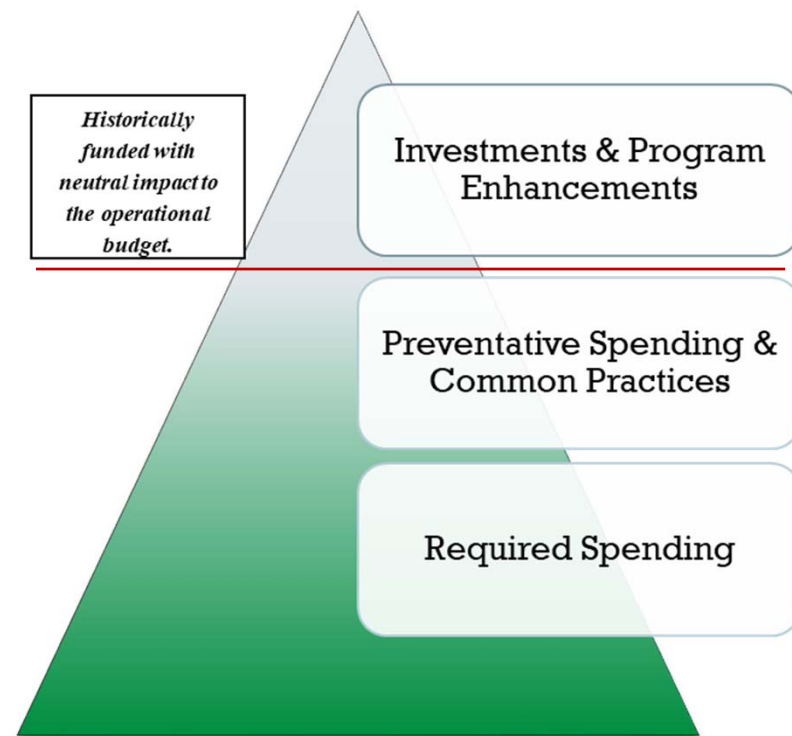 Historically
funded with
neutral impact to
the operational
budget.
Investments & Program
Enhancements
Preventative Spending &
Common Practices
Required Spending